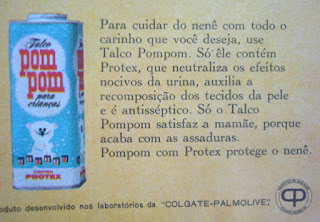 Talco
pom
pom
para
crianças
CONTÉM
PROTEX
Para cuidar do nenê com todo o
carinho que você deseja, use
Talco Pompom. Só êle contém
Protex, que neutraliza os efeitos
nocivos da urina, auxilia a
recomposição dos tecidos da pele
e é antisséptico. Só o Talco
Pompom satisfaz a mamãe, porque
acaba com as assaduras.
Pompom com Protex protege o nenê.
oduto desenvolvido nos laboratórios da "COLGATE-PALMOLIVE"
CP